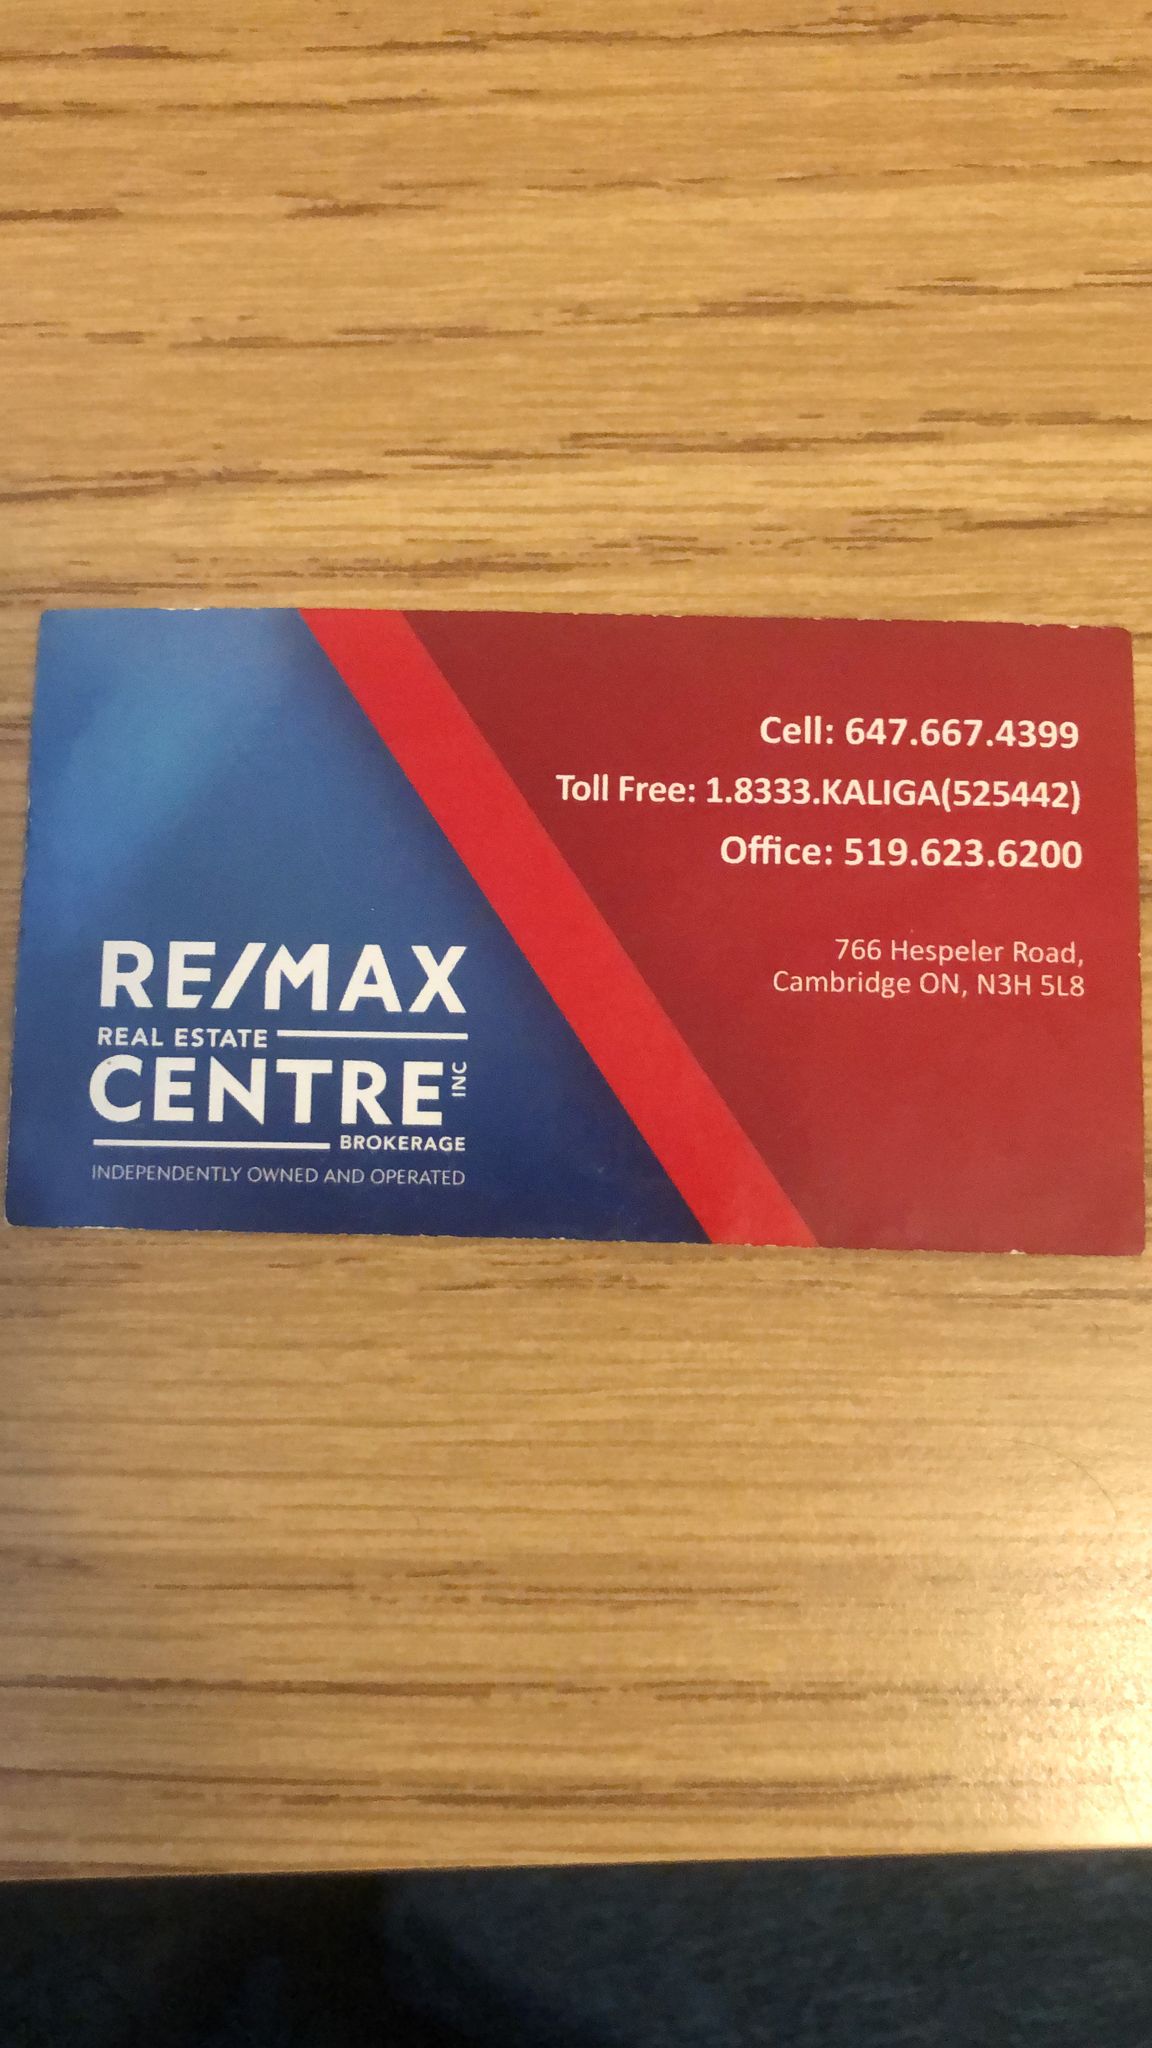 Cell: 647.667.4399
Toll Free: 1.8333.KALIGA(525442)
Office: 519.623.6200
766 Hespeler Road,
Cambridge ON, N3H 5L8
RE/MAX
REAL ESTATE
CENTRE INC
BROKERAGE
INDEPENDENTLY OWNED AND OPERATED